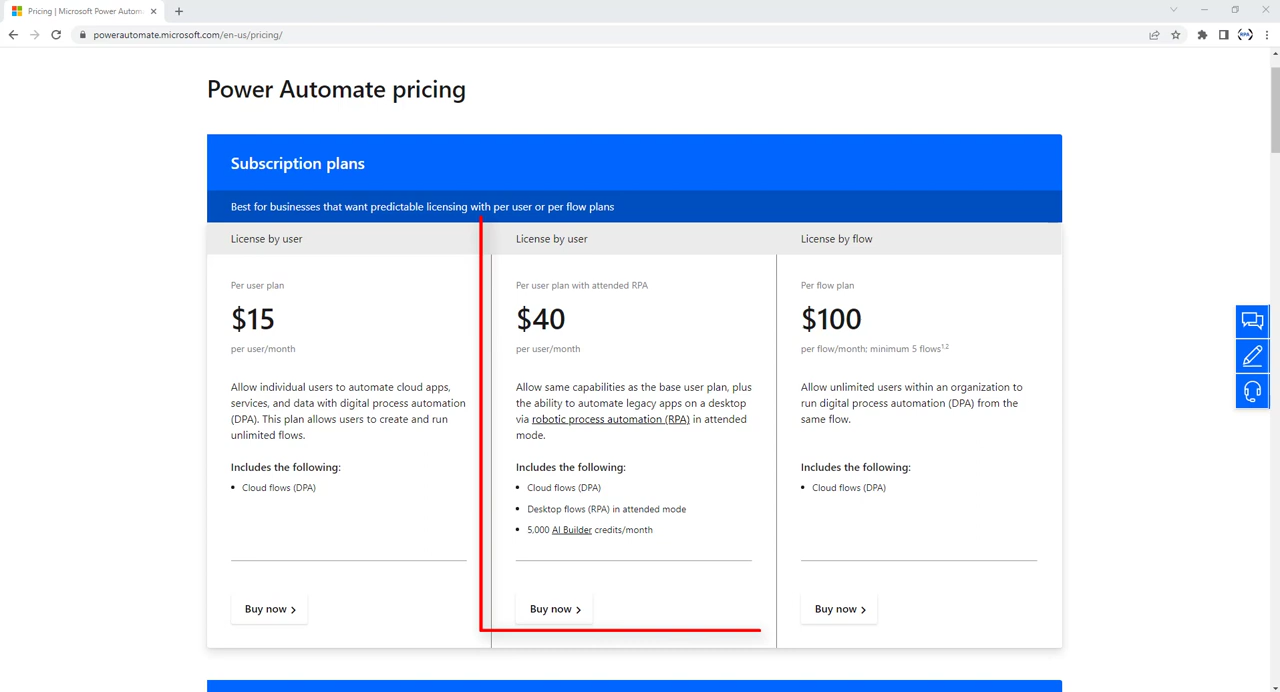 Pricing | Microsoft Power Autom
powerautomate.microsoft.com/en-us/pricing/
Power Automate pricing
Subscription plans
Best for businesses that want predictable licensing with per user or per flow plans
License by user
Per user plan
$15
per user/month
Allow individual users to automate cloud apps,
services, and data with digital process automation
(DPA). This plan allows users to create and run
unlimited flows.
Includes the following:
• Cloud flows (DPA)
Buy now
License by user
Per user plan with attended RPA
$40
per user/month
Allow same capabilities as the base user plan, plus
the ability to automate legacy apps on a desktop
via robotic process automation (RPA) in attended
mode.
Includes the following:
• Cloud flows (DPA)
• Desktop flows (RPA) in attended mode
• 5,000 AI Builder credits/month
Buy now
License by flow
Per flow plan
$100
per flow/month; minimum 5 flows1,2
Allow unlimited users within an organization to
run digital process automation (DPA) from the
same flow.
Includes the following:
• Cloud flows (DPA)
Buy now